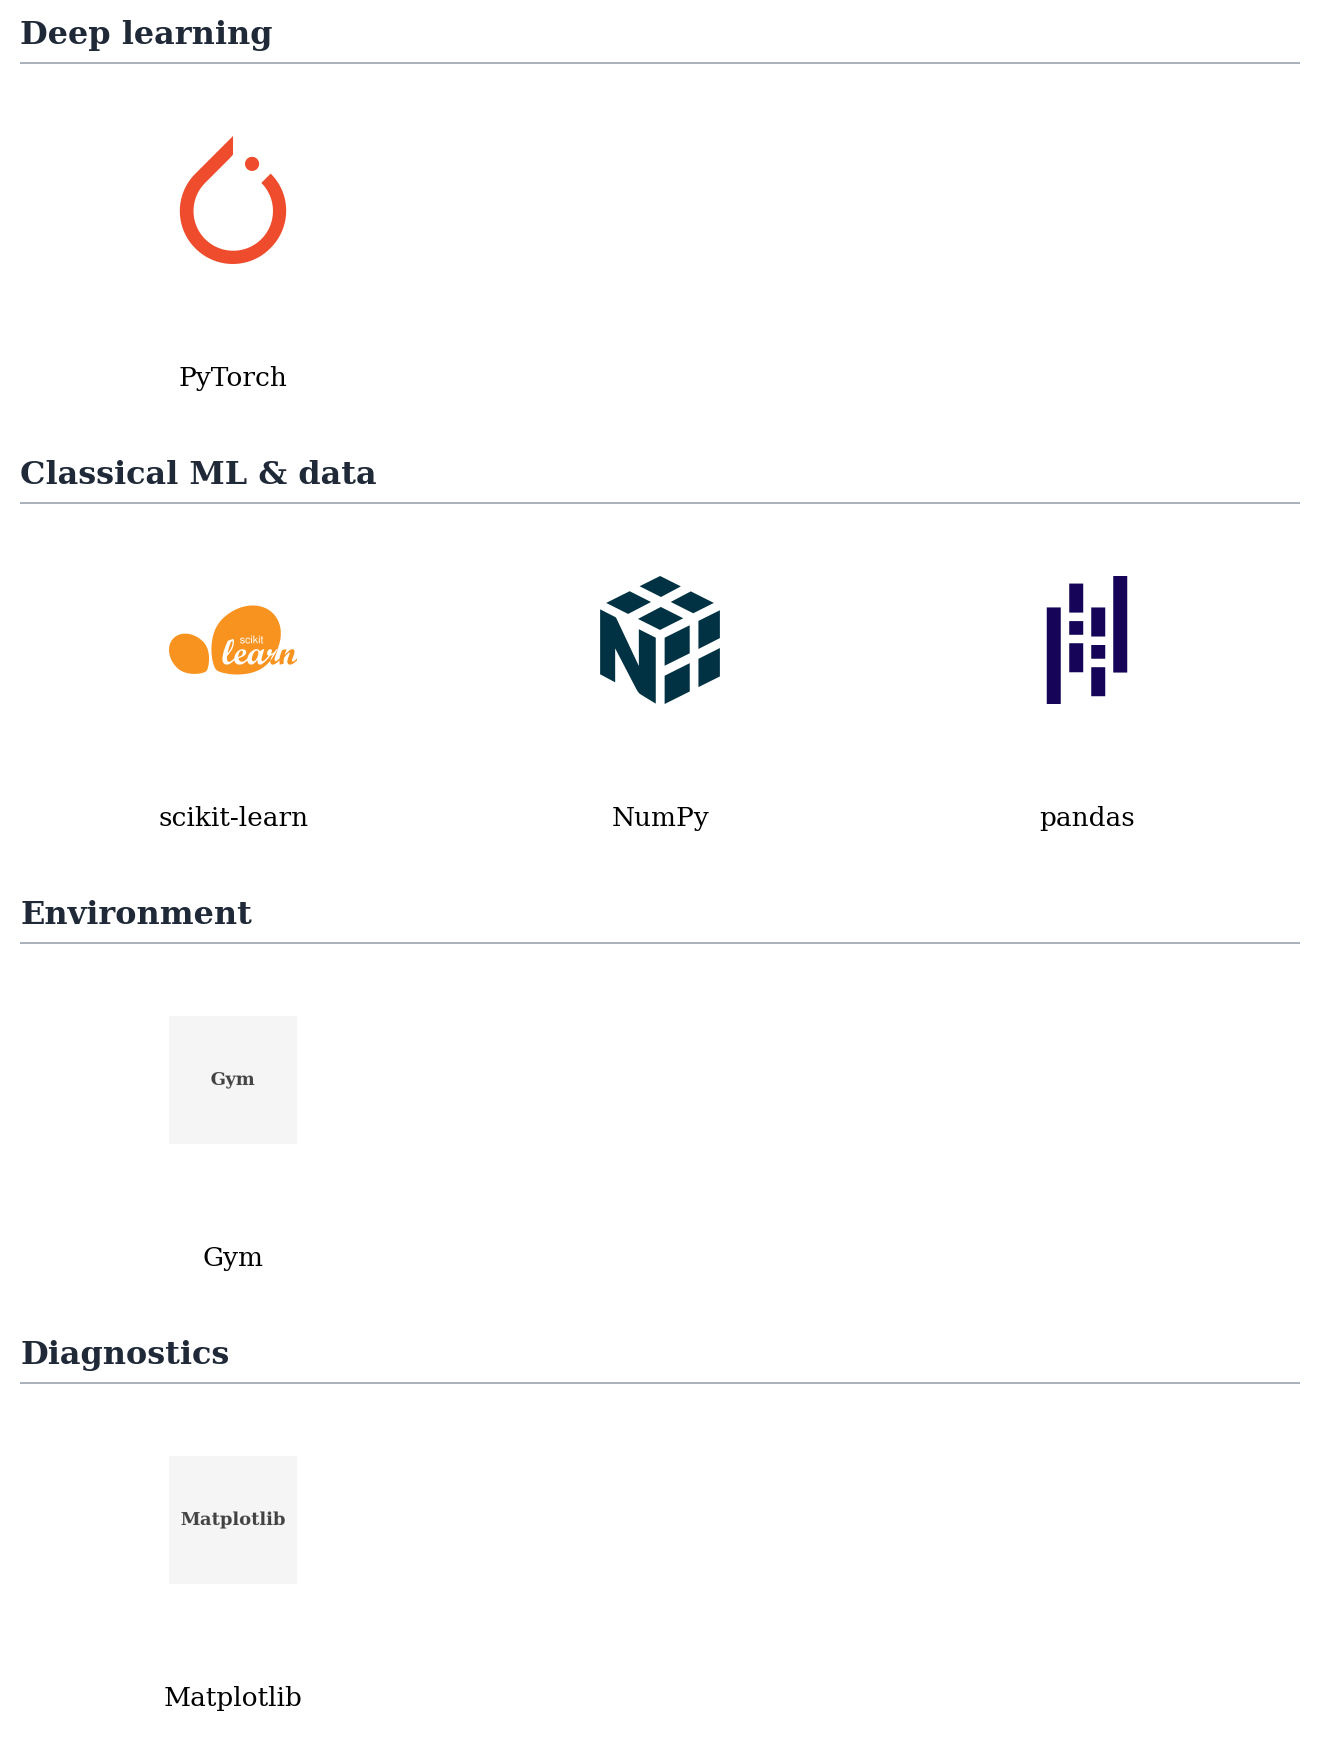 Deep learning
PyTorch
Classical ML & data
scikit
learn
scikit-learn
NumPy
pandas
Environment
Gym
Gym
Diagnostics
Matplotlib
Matplotlib